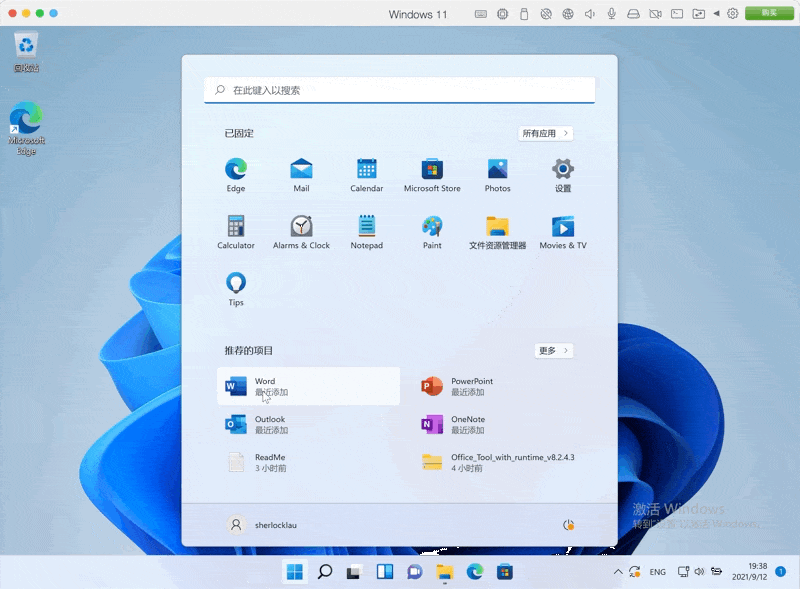 Windows 11
购买
回收站
Microsoft
Edge
在此键入以搜索
已固定
所有应用
Edge
Mail
Calendar
Microsoft Store
Photos
设置
Calculator
Alarms & Clock
Notepad
Paint
文件资源管理器
Movies & TV
Tips
推荐的项目
更多
Word
最近添加
PowerPoint
最近添加
Outlook
最近添加
OneNote
最近添加
ReadMe
3 小时前
Office_Tool_with_runtime_v8.2.4.3
4 小时前
sherlocklau
激活 Windows
转到"设置"以激活 Windows。
ENG
19:38
2021/9/12
1